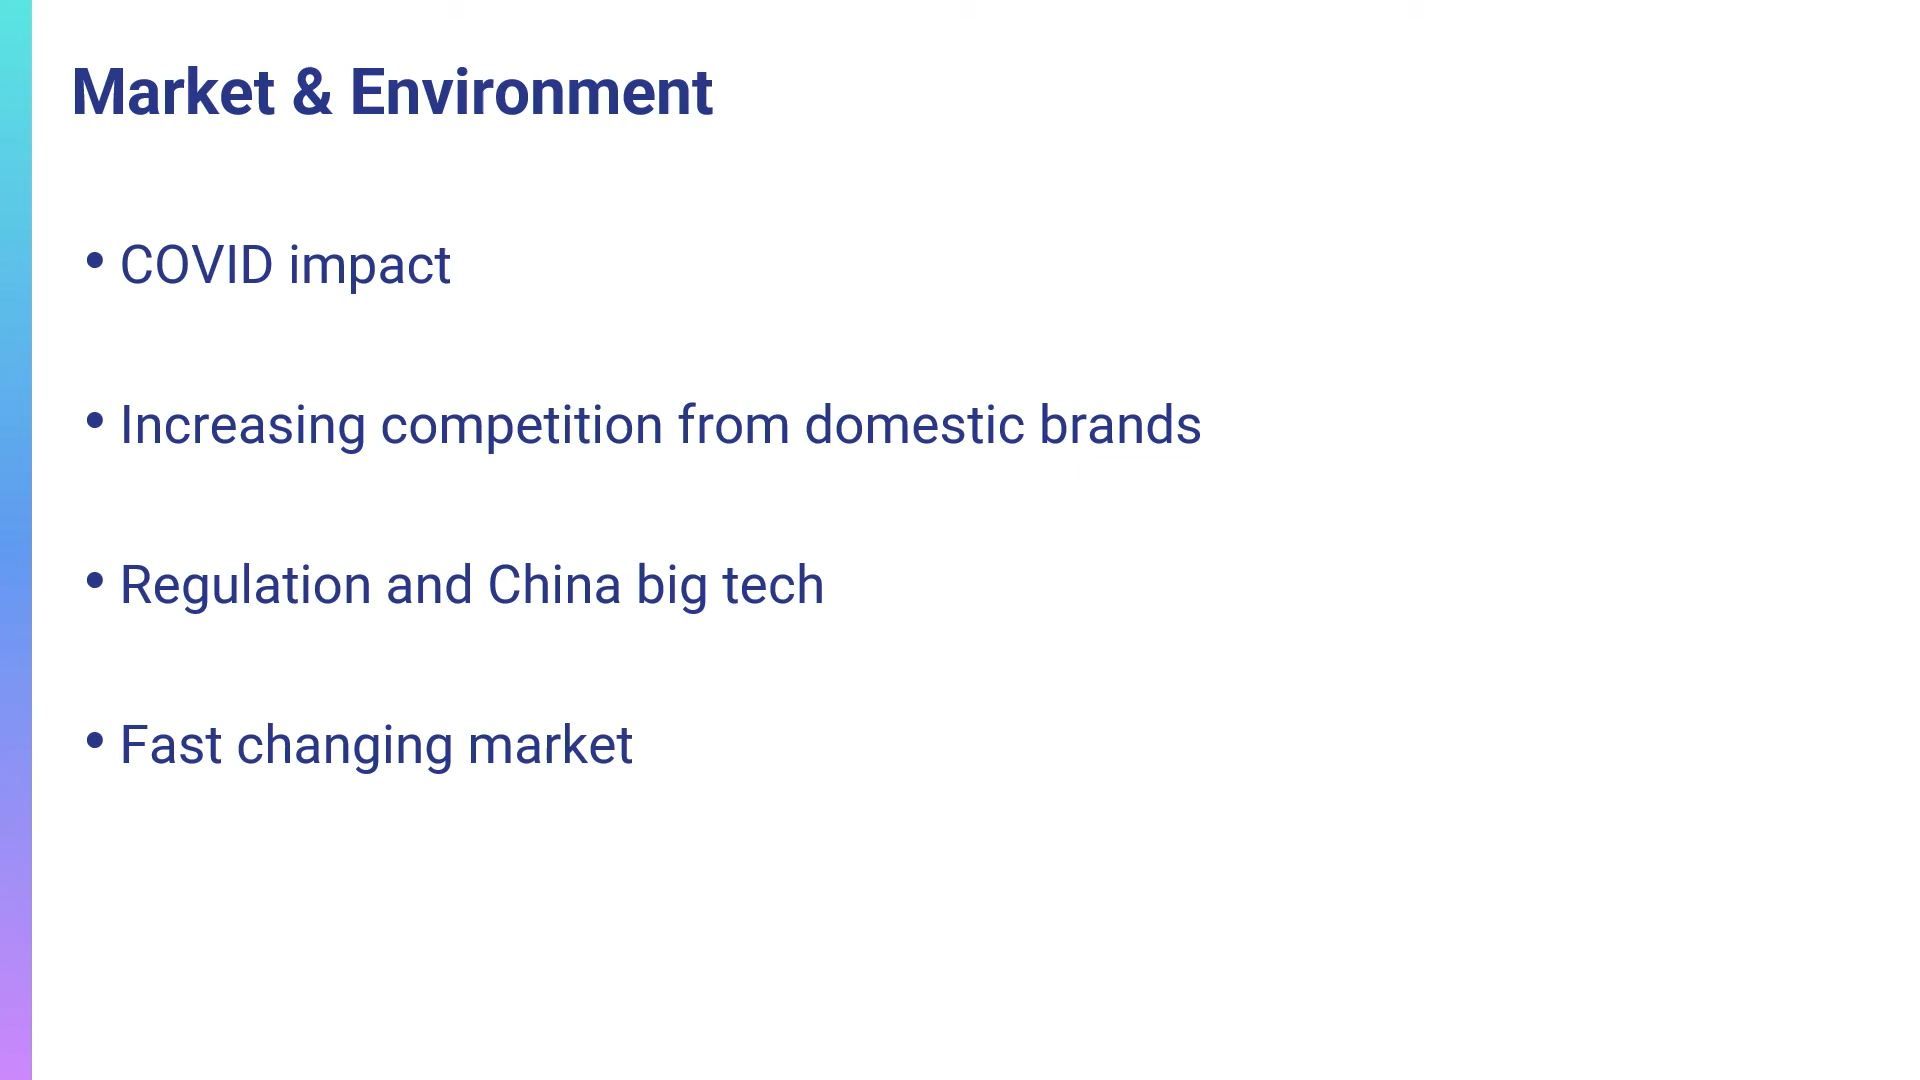 Market & Environment
• COVID impact
• Increasing competition from domestic brands
• Regulation and China big tech
• Fast changing market